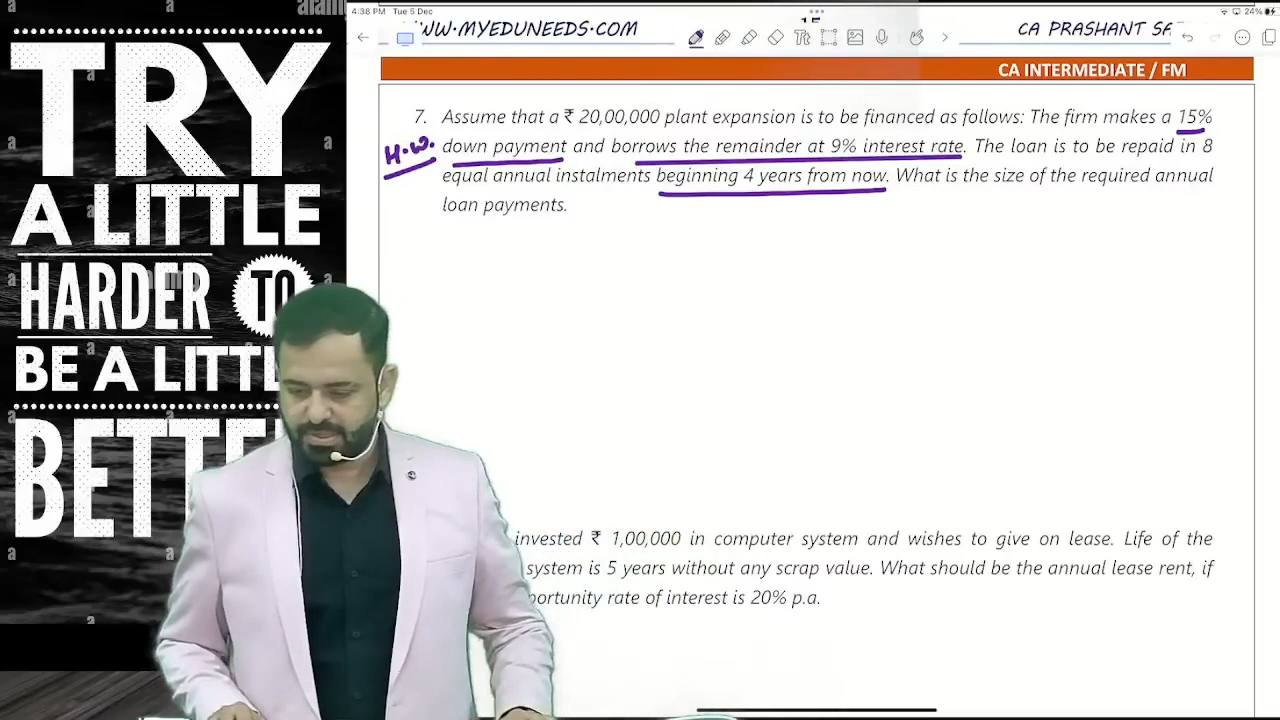 TRY
A LITTLE
HARDER TO
BE A LITTL
BETTE
4:38 PM Tue 5 Dec
24%
WW.MYEDUNEEDS.COM
CA PRASHANT SA
CA INTERMEDIATE / FM
7. Assume that a ₹ 20,00,000 plant expansion is to be financed as follows: The firm makes a 15%
H.W. down payment and borrows the remainder at 9% interest rate. The loan is to be repaid in 8
equal annual instalments beginning 4 years from now. What is the size of the required annual
loan payments.
invested ₹ 1,00,000 in computer system and wishes to give on lease. Life of the
system is 5 years without any scrap value. What should be the annual lease rent, if
portunity rate of interest is 20% p.a.